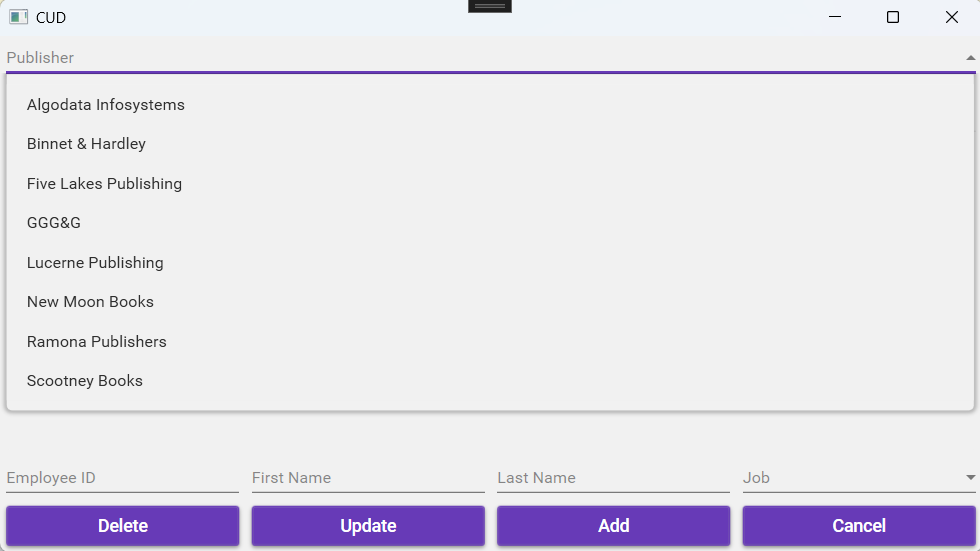 CUD
Publisher
Algodata Infosystems
Binnet & Hardley
Five Lakes Publishing
GGG&G
Lucerne Publishing
New Moon Books
Ramona Publishers
Scootney Books
Employee ID First Name Last Name Job
Delete Update Add Cancel